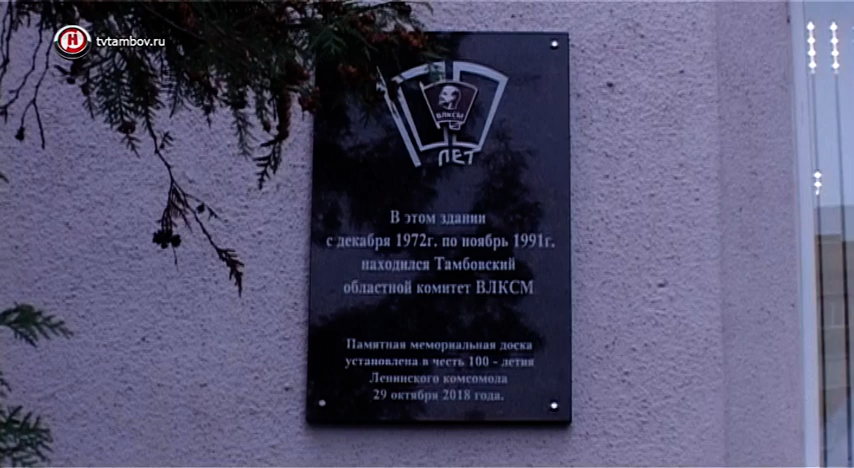 Н tvtambov.ru
ВЛКСМ
ЛЕТ
В этом здании
с декабря 1972г. по ноябрь 1991г.
находился Тамбовский
областной комитет ВЛКСМ
Памятная мемориальная доска
установлена в честь 100 - летия
Ленинского комсомола
29 октября 2018 года.